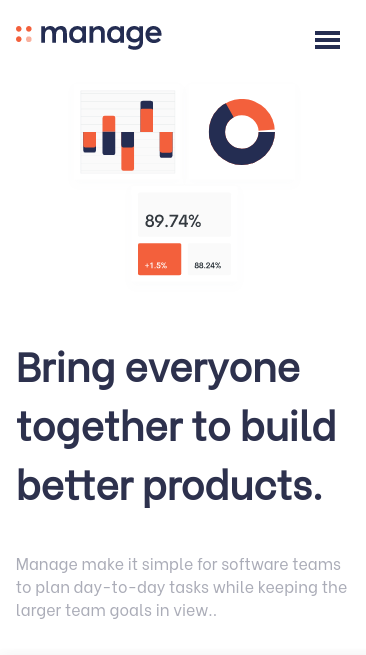 manage
89.74%
+1.5%
88.24%
Bring everyone
together to build
better products.
Manage make it simple for software teams
to plan day-to-day tasks while keeping the
larger team goals in view..